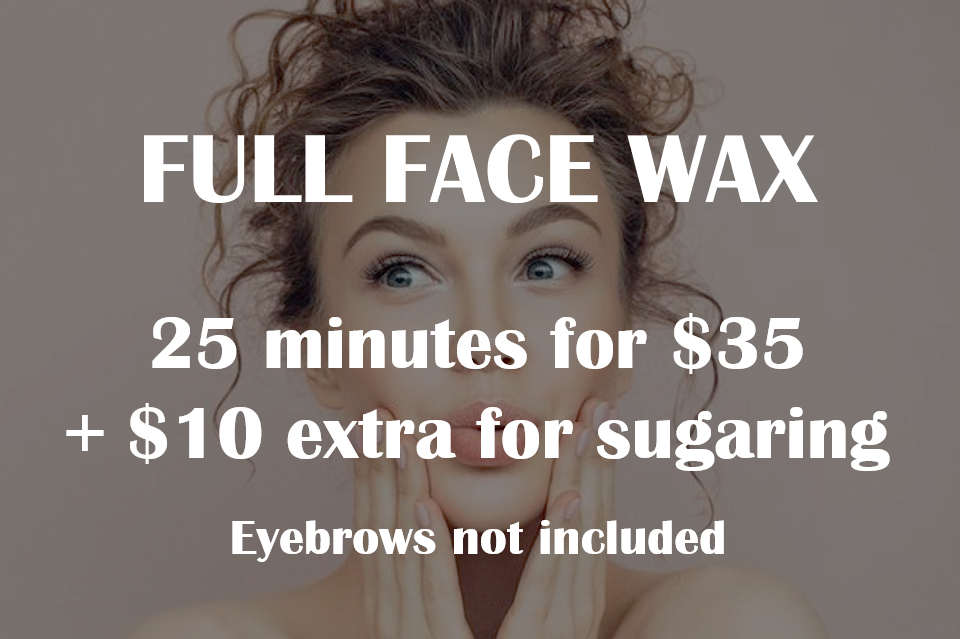 FULL FACE WAX
25 minutes for $35
+ $10 extra for sugaring
Eyebrows not included